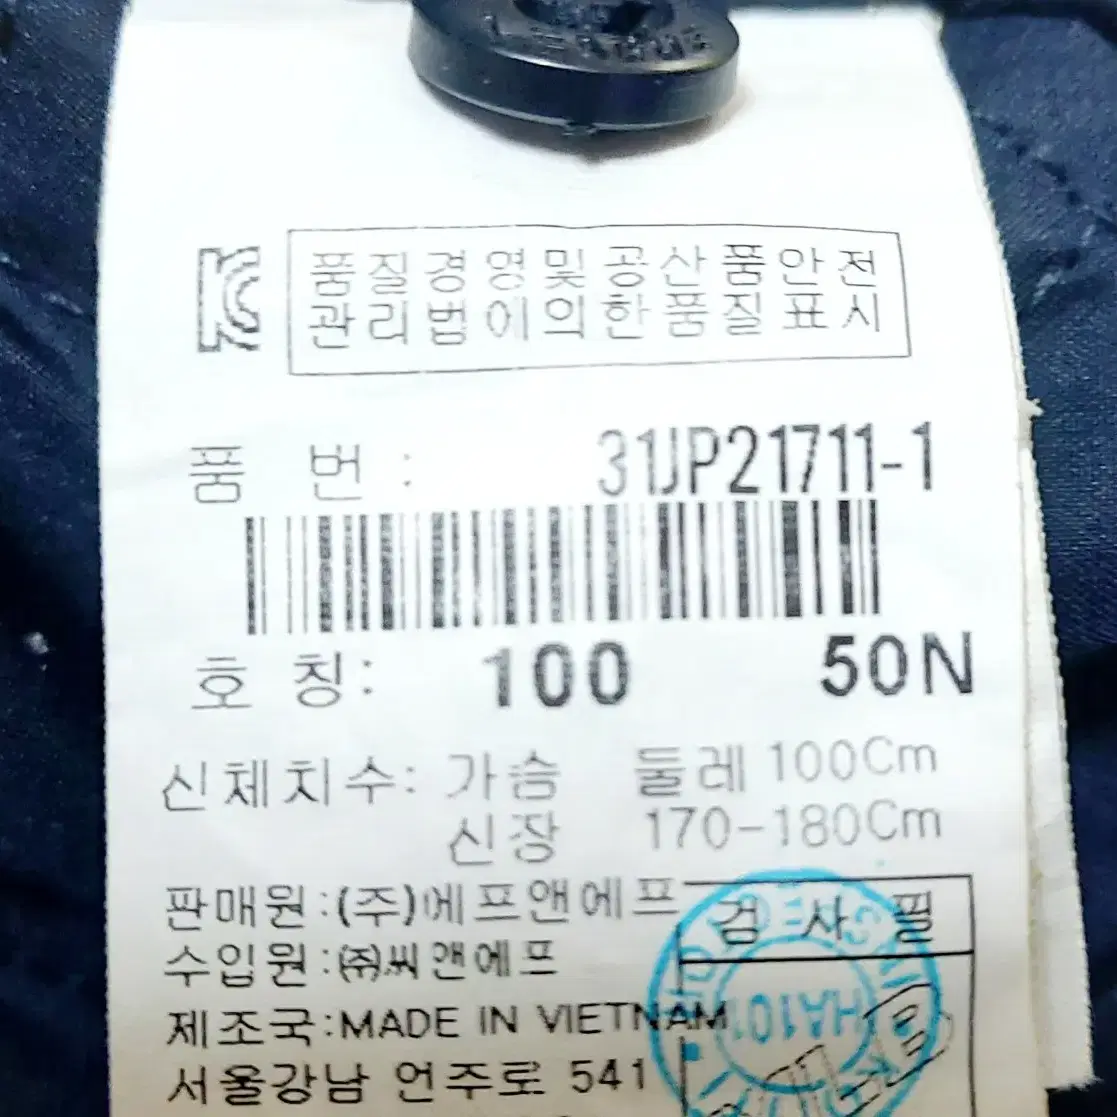 LEAGUE
품질경영및공산품안전
관리법에의한품질표시
품 번 : 31JP21711-1
호 칭: 100 50N
신체치수: 가슴 둘레 100Cm
신장 170-180Cm
판매원:(주)에프앤에프
검 사 필
수입원:㈜씨앤에프
제조국:MADE IN VIETNAM
HA101
서울강남 언주로 541